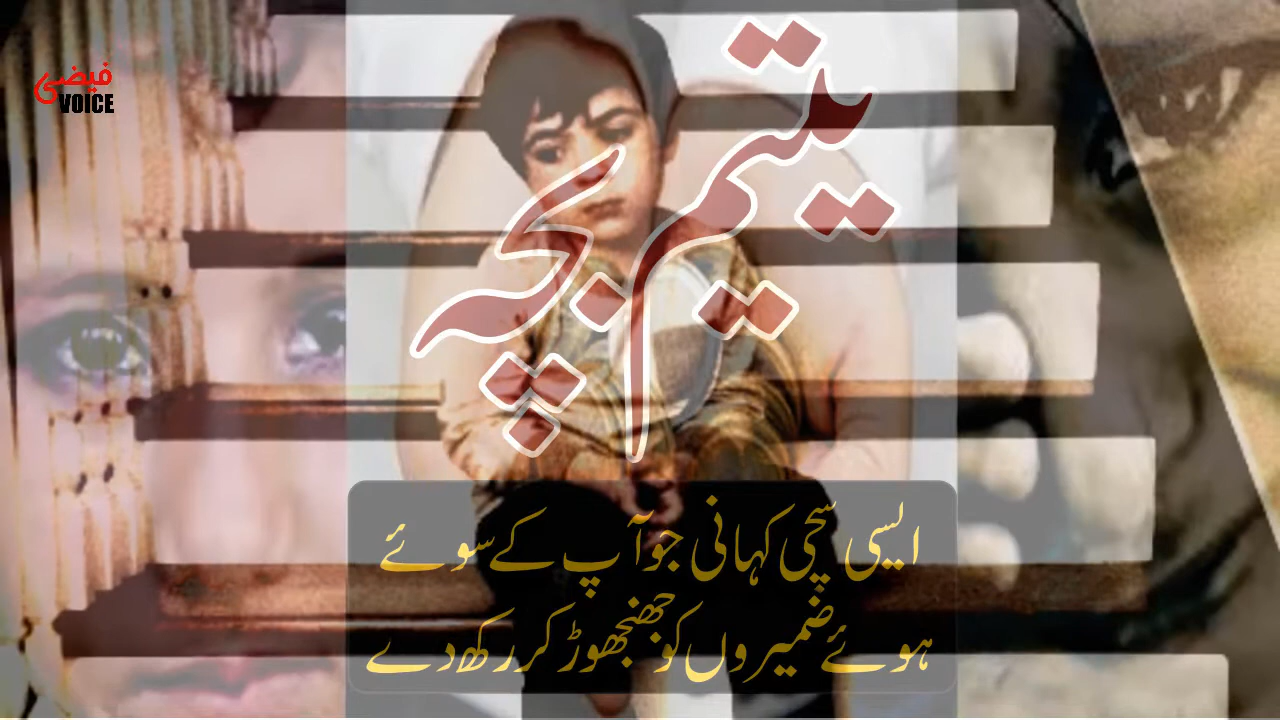 فیضی
VOICE
یتیم بچہ
ایسی سچی کہانی جو آپ کے سوئے
ہوئے ضمیروں کو جھنجھوڑ کر رکھ دے